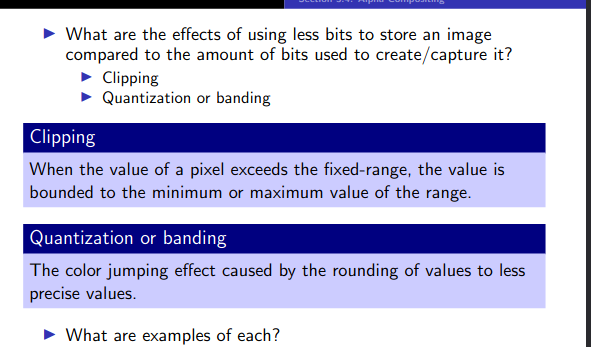 Section 3.4: Alpha Compositing
What are the effects of using less bits to store an image
compared to the amount of bits used to create/capture it?
Clipping
Quantization or banding
Clipping
When the value of a pixel exceeds the fixed-range, the value is
bounded to the minimum or maximum value of the range.
Quantization or banding
The color jumping effect caused by the rounding of values to less
precise values.
What are examples of each?